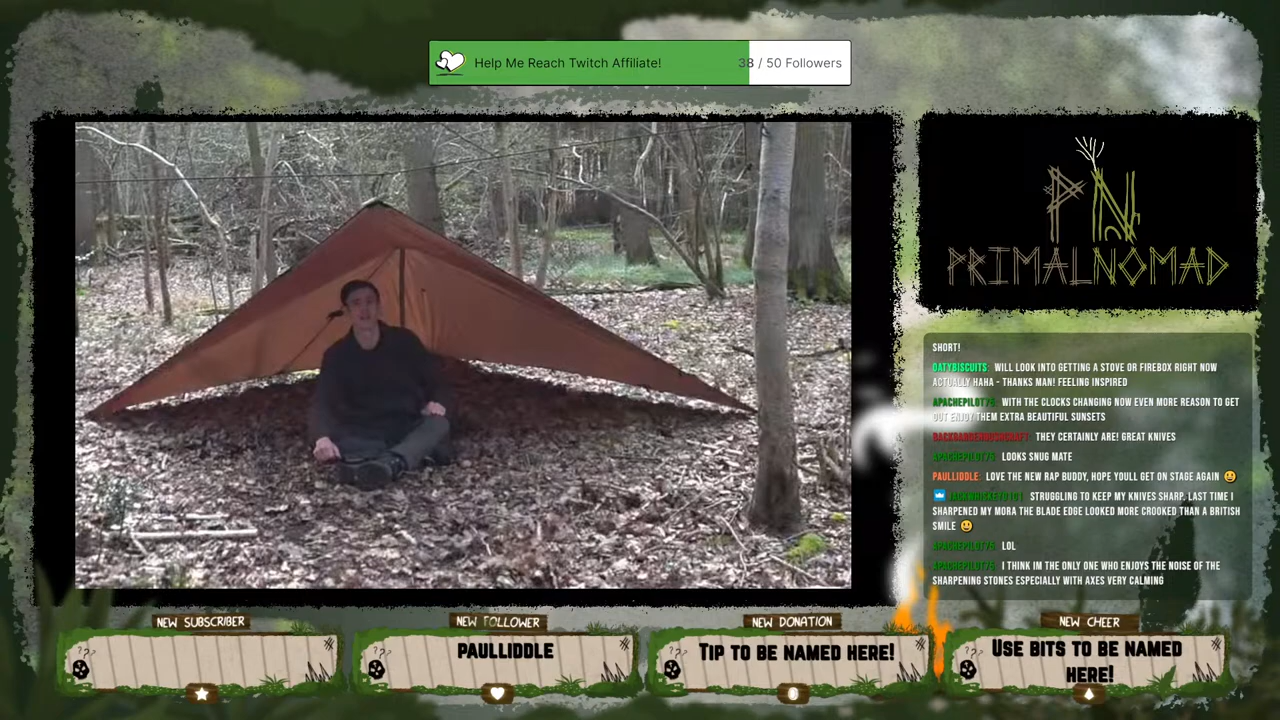 Help Me Reach Twitch Affiliate!
38 / 50 Followers
PN
PRIMALNOMAD
SHORT!
OATYBISCUITS: WILL LOOK INTO GETTING A STOVE OR FIREBOX RIGHT NOW
ACTUALLY HAHA - THANKS MAN! FEELING INSPIRED
APACHEPILOT75: WITH THE CLOCKS CHANGING NOW EVEN MORE REASON TO GET
OUT ENJOY THEM EXTRA BEAUTIFUL SUNSETS
BACKGARDENBUSHCRAFT: THEY CERTAINLY ARE! GREAT KNIVES
APACHEPILOT75: LOOKS SNUG MATE
PAULLIDDLE: LOVE THE NEW RAP BUDDY, HOPE YOULL GET ON STAGE AGAIN
STRUGGLING TO KEEP MY KNIVES SHARP. LAST TIME I
SHARPENED MY MORA THE BLADE EDGE LOOKED MORE CROOKED THAN A BRITISH
SMILE
APACHEPILOT75: LOL
APACHEPILOT75: I THINK IM THE ONLY ONE WHO ENJOYS THE NOISE OF THE
SHARPENING STONES ESPECIALLY WITH AXES VERY CALMING
NEW SUBSCRIBER
NEW FOLLOWER
NEW DONATION
NEW CHEER
???
???
PAULLIDDLE
???
TIP TO BE NAMED HERE!
???
USE BITS TO BE NAMED
HERE!